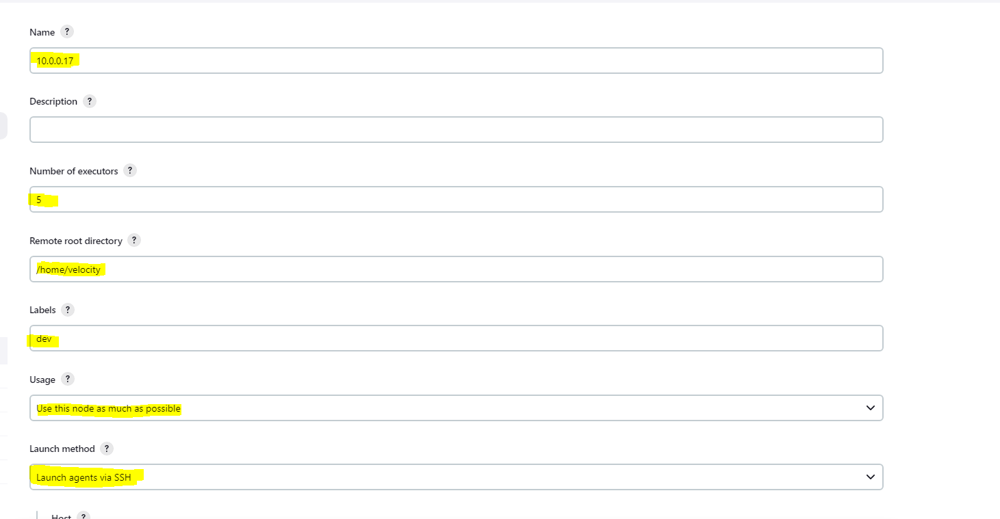 Name ?
10.0.0.17
Description ?
Number of executors ?
5
Remote root directory ?
/home/velocity
Labels ?
dev
Usage ?
Use this node as much as possible
Launch method ?
Launch agents via SSH
Host ?